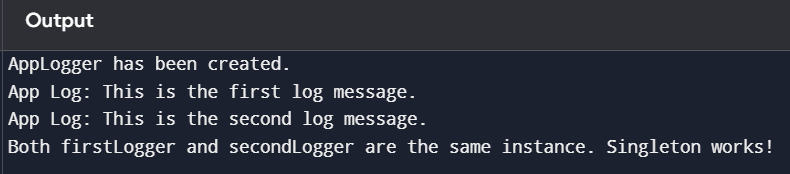 Output
AppLogger has been created.
App Log: This is the first log message.
App Log: This is the second log message.
Both firstLogger and secondLogger are the same instance. Singleton works!